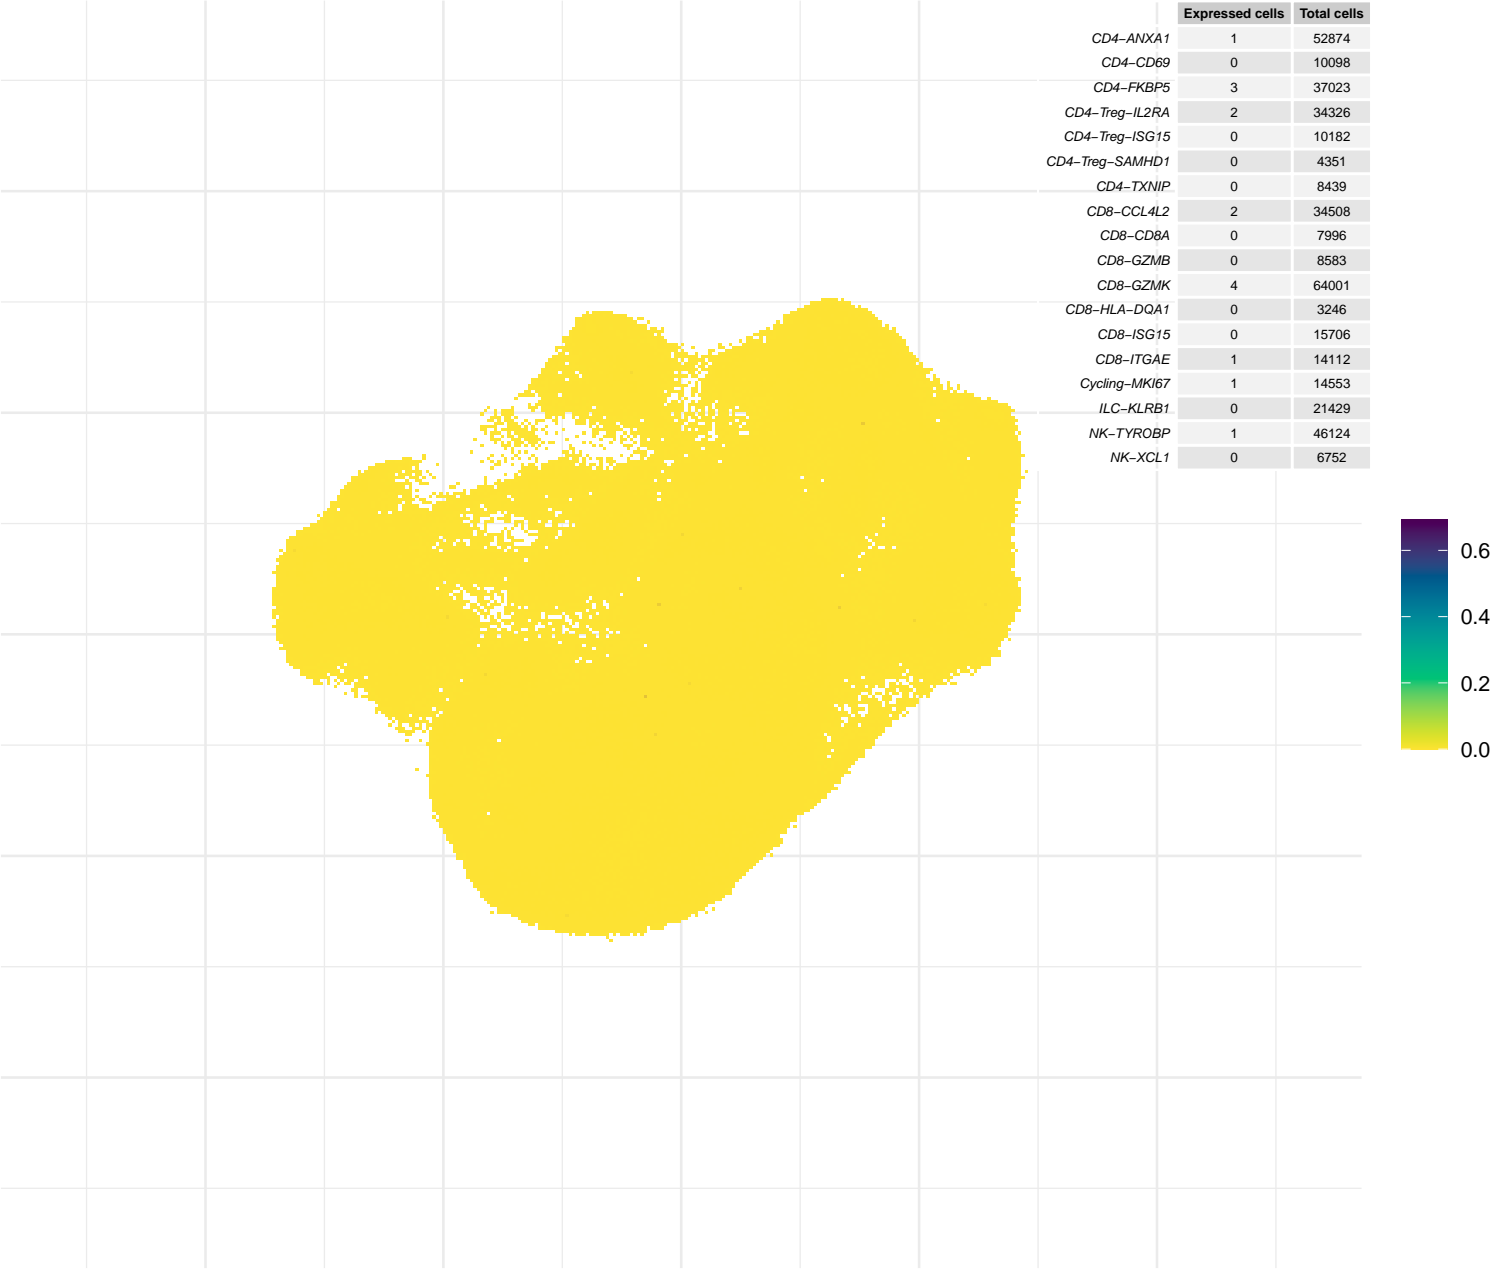 Expressed cells Total cells
CD4−ANXA1 1 52874
CD4−CD69 0 10098
CD4−FKBP5 3 37023
CD4−Treg−IL2RA 2 34326
CD4−Treg−ISG15 0 10182
CD4−Treg−SAMHD1 0 4351
CD4−TXNIP 0 8439
CD8−CCL4L2 2 34508
CD8−CD8A 0 7996
CD8−GZMB 0 8583
CD8−GZMK 4 64001
CD8−HLA−DQA1 0 3246
CD8−ISG15 0 15706
CD8−ITGAE 1 14112
Cycling−MKI67 1 14553
ILC−KLRB1 0 21429
NK−TYROBP 1 46124
NK−XCL1 0 6752
0.6
0.4
0.2
0.0